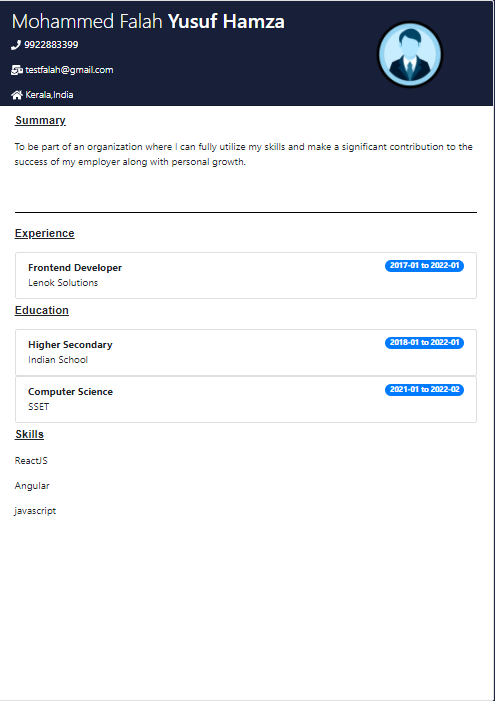 Mohammed Falah Yusuf Hamza
9922883399
testfalah@gmail.com
Kerala,India
Summary
To be part of an organization where I can fully utilize my skills and make a significant contribution to the
success of my employer along with personal growth.
Experience
Frontend Developer 2017-01 to 2022-01
Lenok Solutions
Education
Higher Secondary 2018-01 to 2022-01
Indian School
Computer Science 2021-01 to 2022-02
SSET
Skills
ReactJS
Angular
javascript